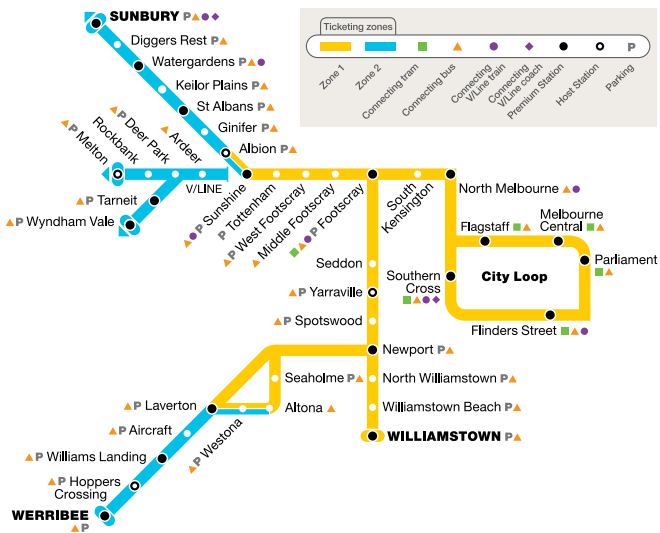 SUNBURY P
Diggers Rest P
Watergardens P
Keilor Plains P
St Albans P
Ginifer P
Albion P
Ticketing zones
Zone 1
Zone 2
Connecting tram
Connecting bus
Connecting
V/Line train
Connecting
V/Line coach
Premium Station
Host Station
P
Parking
P Melton
Rockbank
P Deer Park
Ardeer
V/LINE
P Tarneit
P Wyndham Vale
P Sunshine
P Tottenham
P West Footscray
P Middle Footscray
P Footscray
South
Kensington
North Melbourne
Flagstaff
Melbourne
Central
Parliament
City Loop
Southern
Cross
Flinders Street
Seddon
P Yarraville
P Spotswood
Newport P
Seaholme P
North Williamstown P
P Laverton
Altona
Williamstown Beach P
P Aircraft
P Westona
WILLIAMSTOWN P
P Williams Landing
P Hoppers
Crossing
WERRIBEE
P